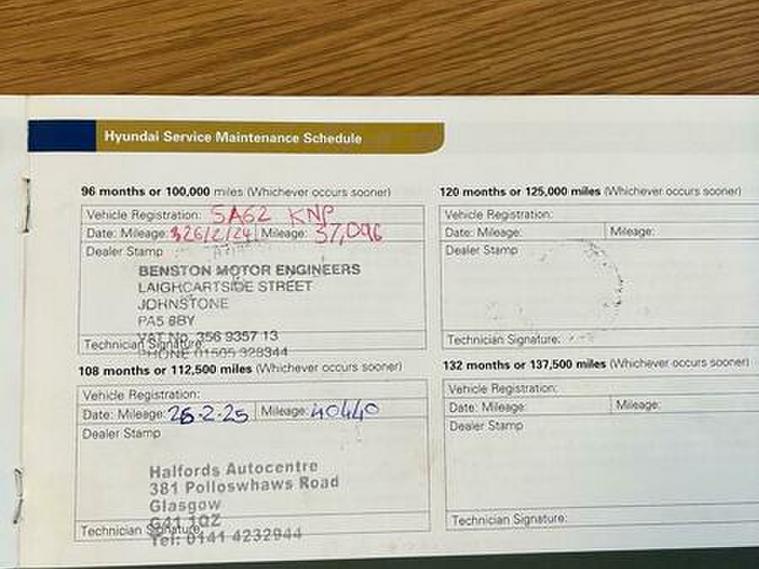 Hyundai Service Maintenance Schedule
96 months or 100,000 miles (Whichever occurs sooner)
Vehicle Registration: SA62 KNP
Date: Mileage: 26/2/24 Mileage: 37,096
Dealer Stamp
BENSTON MOTOR ENGINEERS
LAIGHCARTSIDE STREET
JOHNSTONE
PA5 8BY
VAT No. 356 9357 13
Technician Signature:
PHONE 01505 328344
108 months or 112,500 miles (Whichever occurs sooner)
Vehicle Registration:
Date: Mileage: 26-2-25 Mileage: 40440
Dealer Stamp
Halfords Autocentre
381 Polloswhaws Road
Glasgow
G41 1QZ
Technician Signature:
Tel: 0141 4232944
120 months or 125,000 miles (Whichever occurs sooner)
Vehicle Registration:
Date: Mileage: Mileage:
Dealer Stamp
Technician Signature:
132 months or 137,500 miles (Whichever occurs sooner)
Vehicle Registration:
Date: Mileage: Mileage:
Dealer Stamp
Technician Signature: